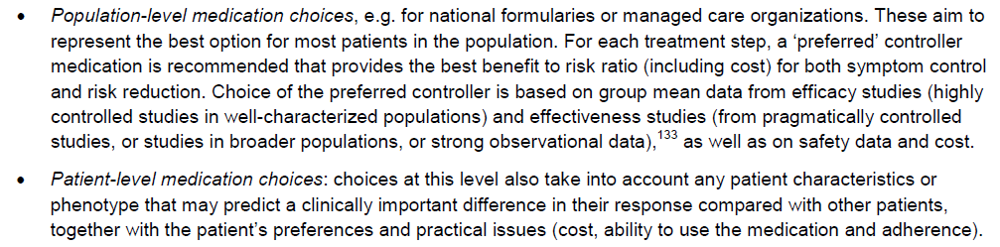 • Population-level medication choices, e.g. for national formularies or managed care organizations. These aim to
represent the best option for most patients in the population. For each treatment step, a ‘preferred’ controller
medication is recommended that provides the best benefit to risk ratio (including cost) for both symptom control
and risk reduction. Choice of the preferred controller is based on group mean data from efficacy studies (highly
controlled studies in well-characterized populations) and effectiveness studies (from pragmatically controlled
studies, or studies in broader populations, or strong observational data),133 as well as on safety data and cost.
• Patient-level medication choices: choices at this level also take into account any patient characteristics or
phenotype that may predict a clinically important difference in their response compared with other patients,
together with the patient’s preferences and practical issues (cost, ability to use the medication and adherence).